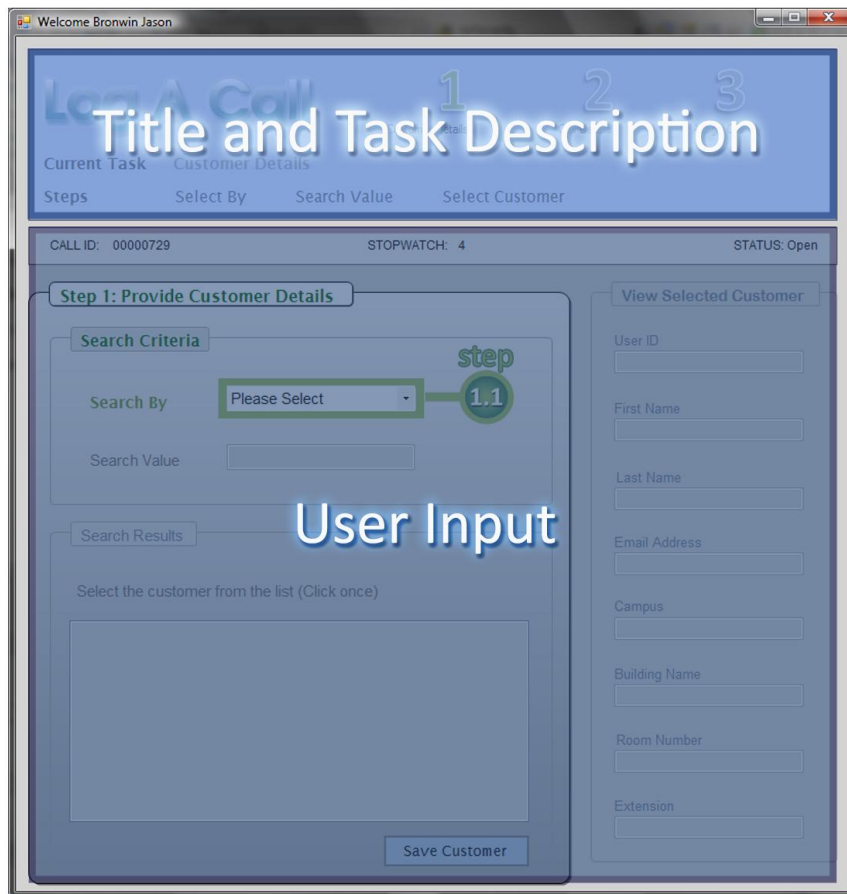 Welcome Bronwin Jason
Log A Call
1 2 3
Title and Task Description
Current Task Customer Details
Steps Select By Search Value Select Customer
CALL ID: 00000729 STOPWATCH: 4 STATUS: Open
Step 1: Provide Customer Details
View Selected Customer
Search Criteria
User ID
step
1.1
Search By Please Select
First Name
Search Value
Last Name
User Input
Search Results
Email Address
Select the customer from the list (Click once)
Campus
Building Name
Room Number
Extension
Save Customer